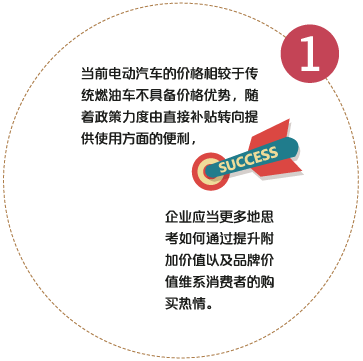 1
当前电动汽车的价格相较于传
统燃油车不具备价格优势，随
着政策力度由直接补贴转向提
供使用方面的便利，
SUCCESS
企业应当更多地思
考如何通过提升附
加价值以及品牌价
值维系消费者的购
买热情。